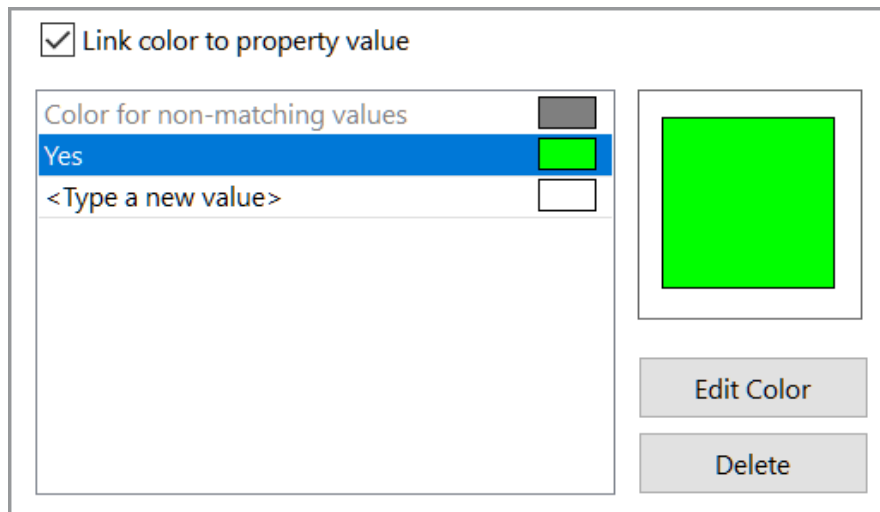 Link color to property value
Color for non-matching values
Yes
<Type a new value>
Edit Color
Delete